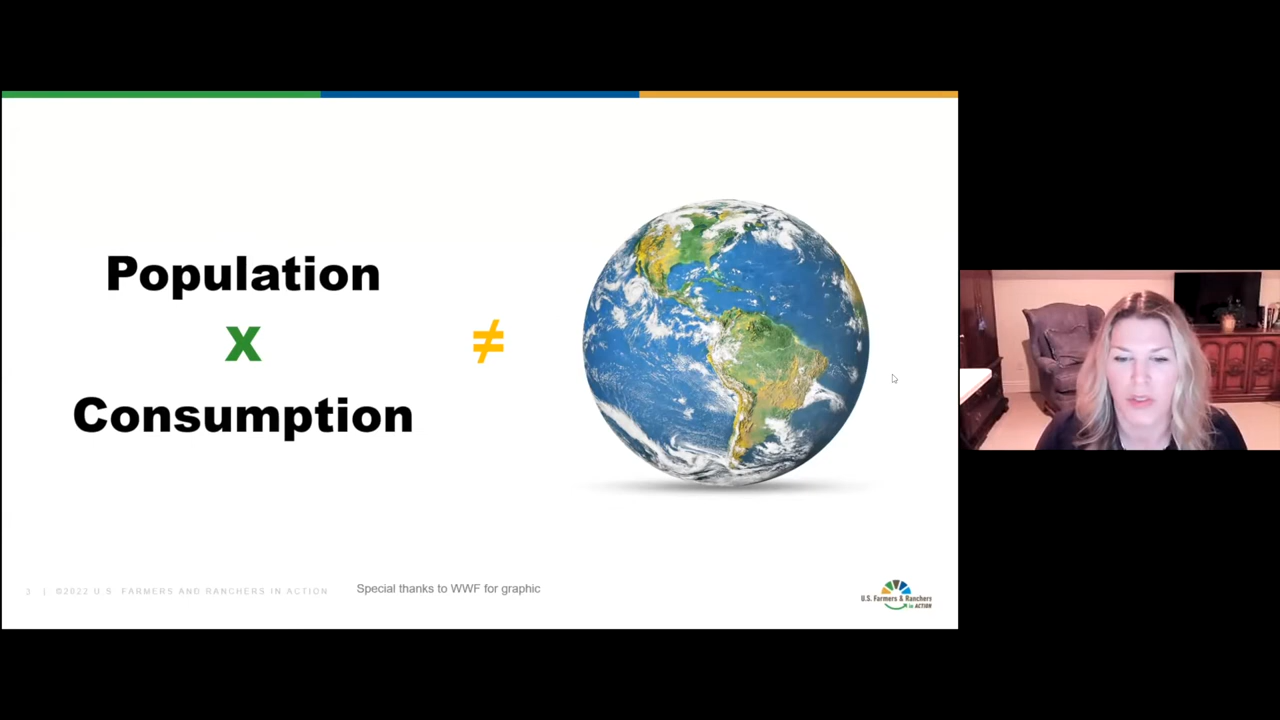 Population
X
Consumption
≠
3 | ©2022 U.S. FARMERS AND RANCHERS IN ACTION
Special thanks to WWF for graphic
U.S. Farmers & Ranchers
in ACTION